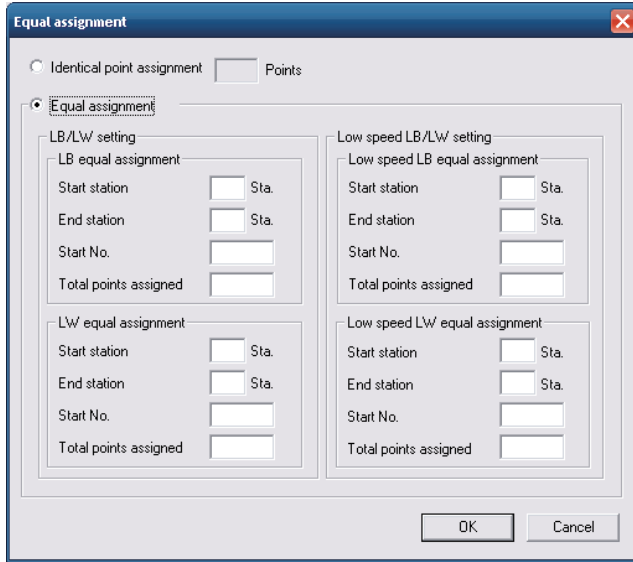 Equal assignment
Identical point assignment Points
Equal assignment
LB/LW setting
LB equal assignment
Start station Sta.
End station Sta.
Start No.
Total points assigned
LW equal assignment
Start station Sta.
End station Sta.
Start No.
Total points assigned
Low speed LB/LW setting
Low speed LB equal assignment
Start station Sta.
End station Sta.
Start No.
Total points assigned
Low speed LW equal assignment
Start station Sta.
End station Sta.
Start No.
Total points assigned
OK Cancel